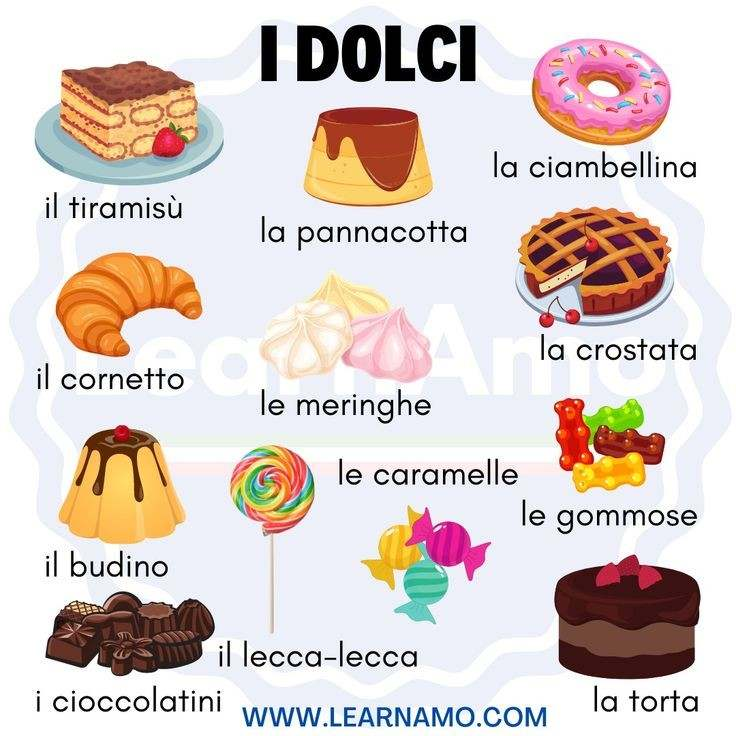 I DOLCI
il tiramisù
la pannacotta
la ciambellina
il cornetto
le meringhe
la crostata
il budino
le caramelle
le gommose
i cioccolatini
il lecca-lecca
la torta
WWW.LEARNAMO.COM
LearnAmo